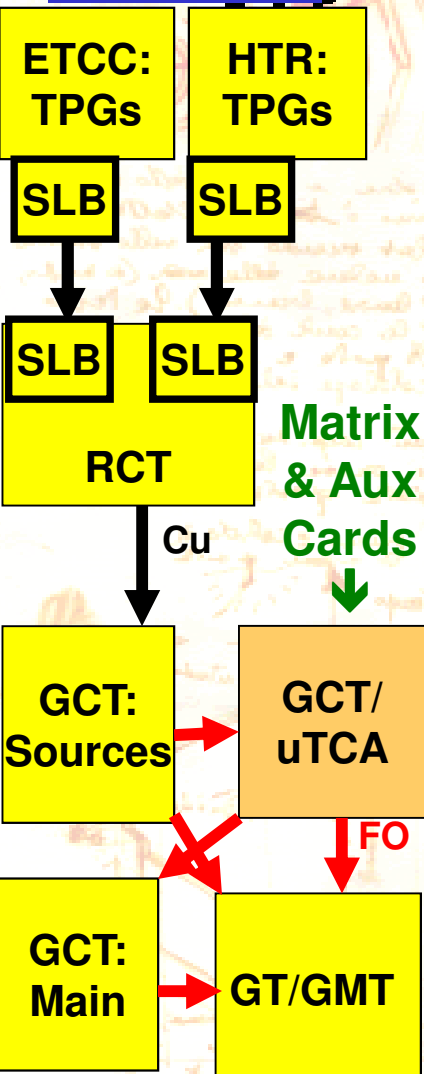 ETCC:
TPGs
HTR:
TPGs
SLB
SLB
SLB
SLB
RCT
Matrix
& Aux
Cards
Cu
GCT:
Sources
GCT/
uTCA
FO
GCT:
Main
GT/GMT